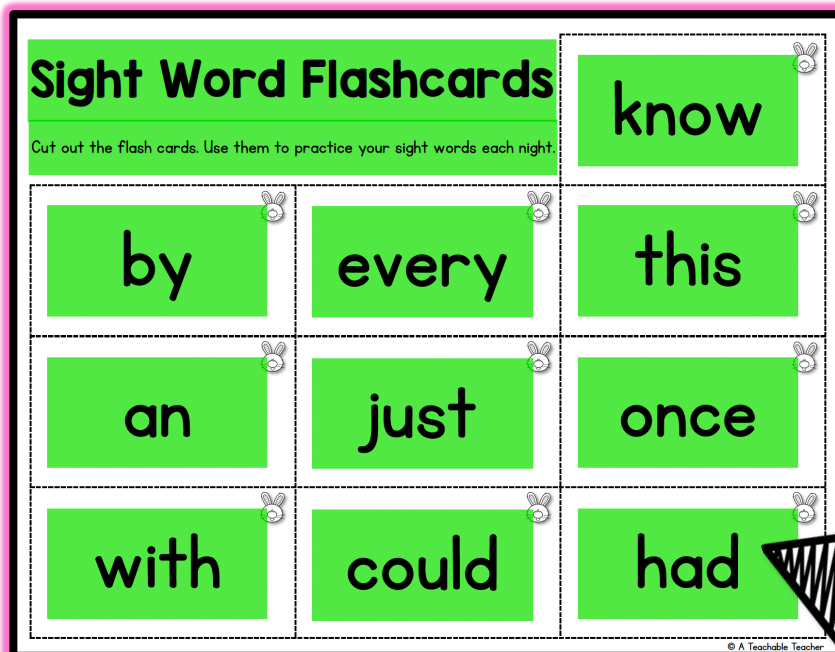 Sight Word Flashcards
Cut out the flash cards. Use them to practice your sight words each night.
know
by
every
this
an
just
once
with
could
had
© A Teachable Teacher